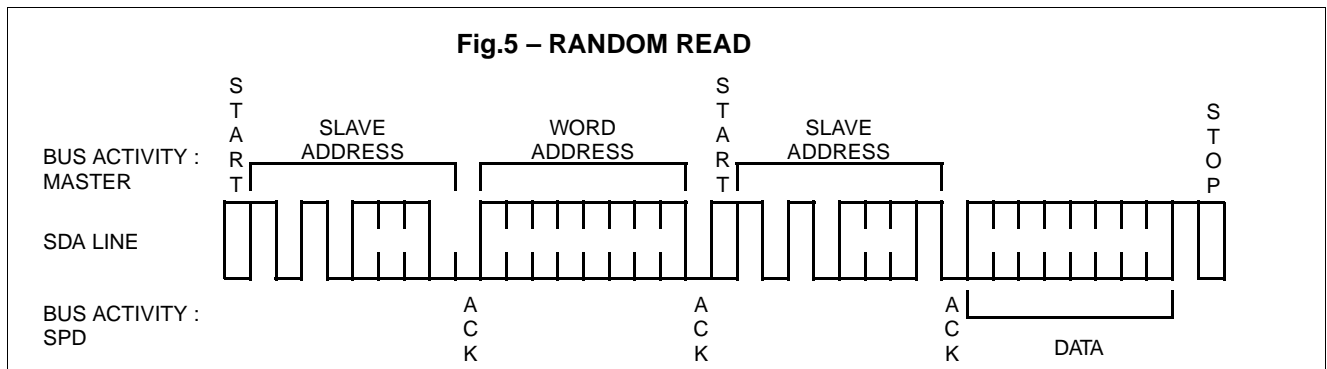 Fig.5 – RANDOM READ
START
SLAVE
ADDRESS
WORD
ADDRESS
START
SLAVE
ADDRESS
STOP
BUS ACTIVITY :
MASTER
SDA LINE
BUS ACTIVITY :
SPD
ACK
ACK
ACK
DATA